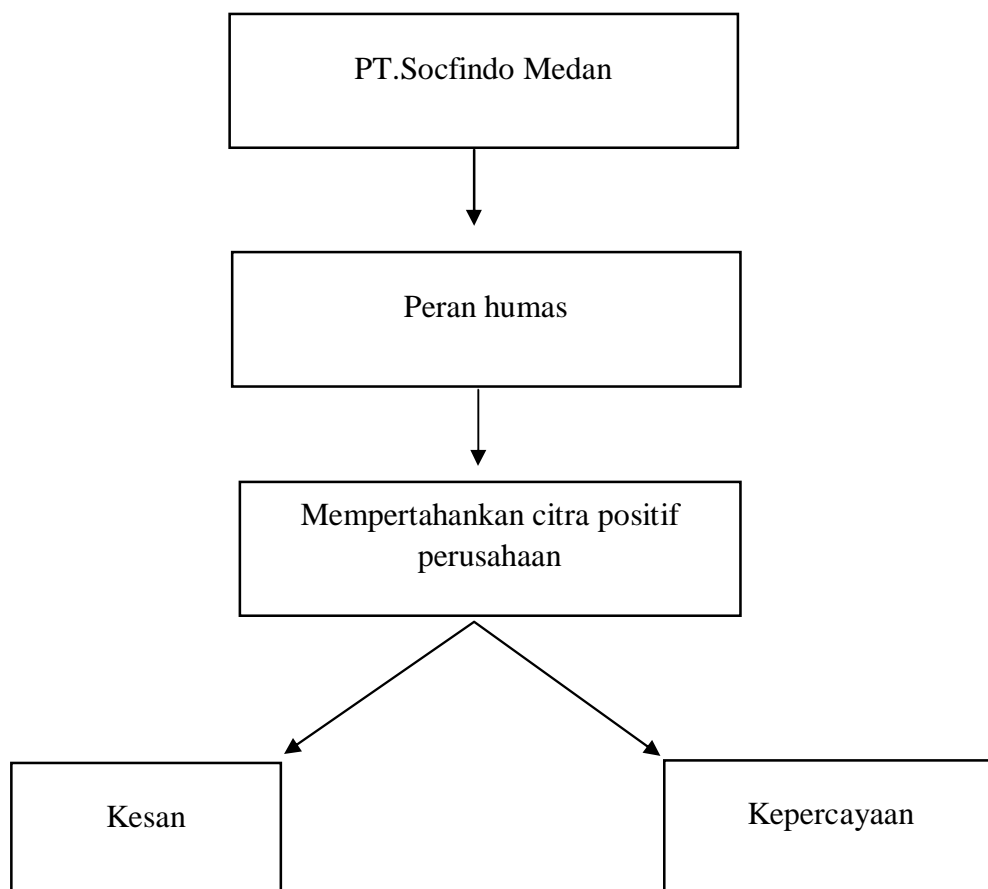 PT.Socfindo Medan
Peran humas
Mempertahankan citra positif
perusahaan
Kesan
Kepercayaan